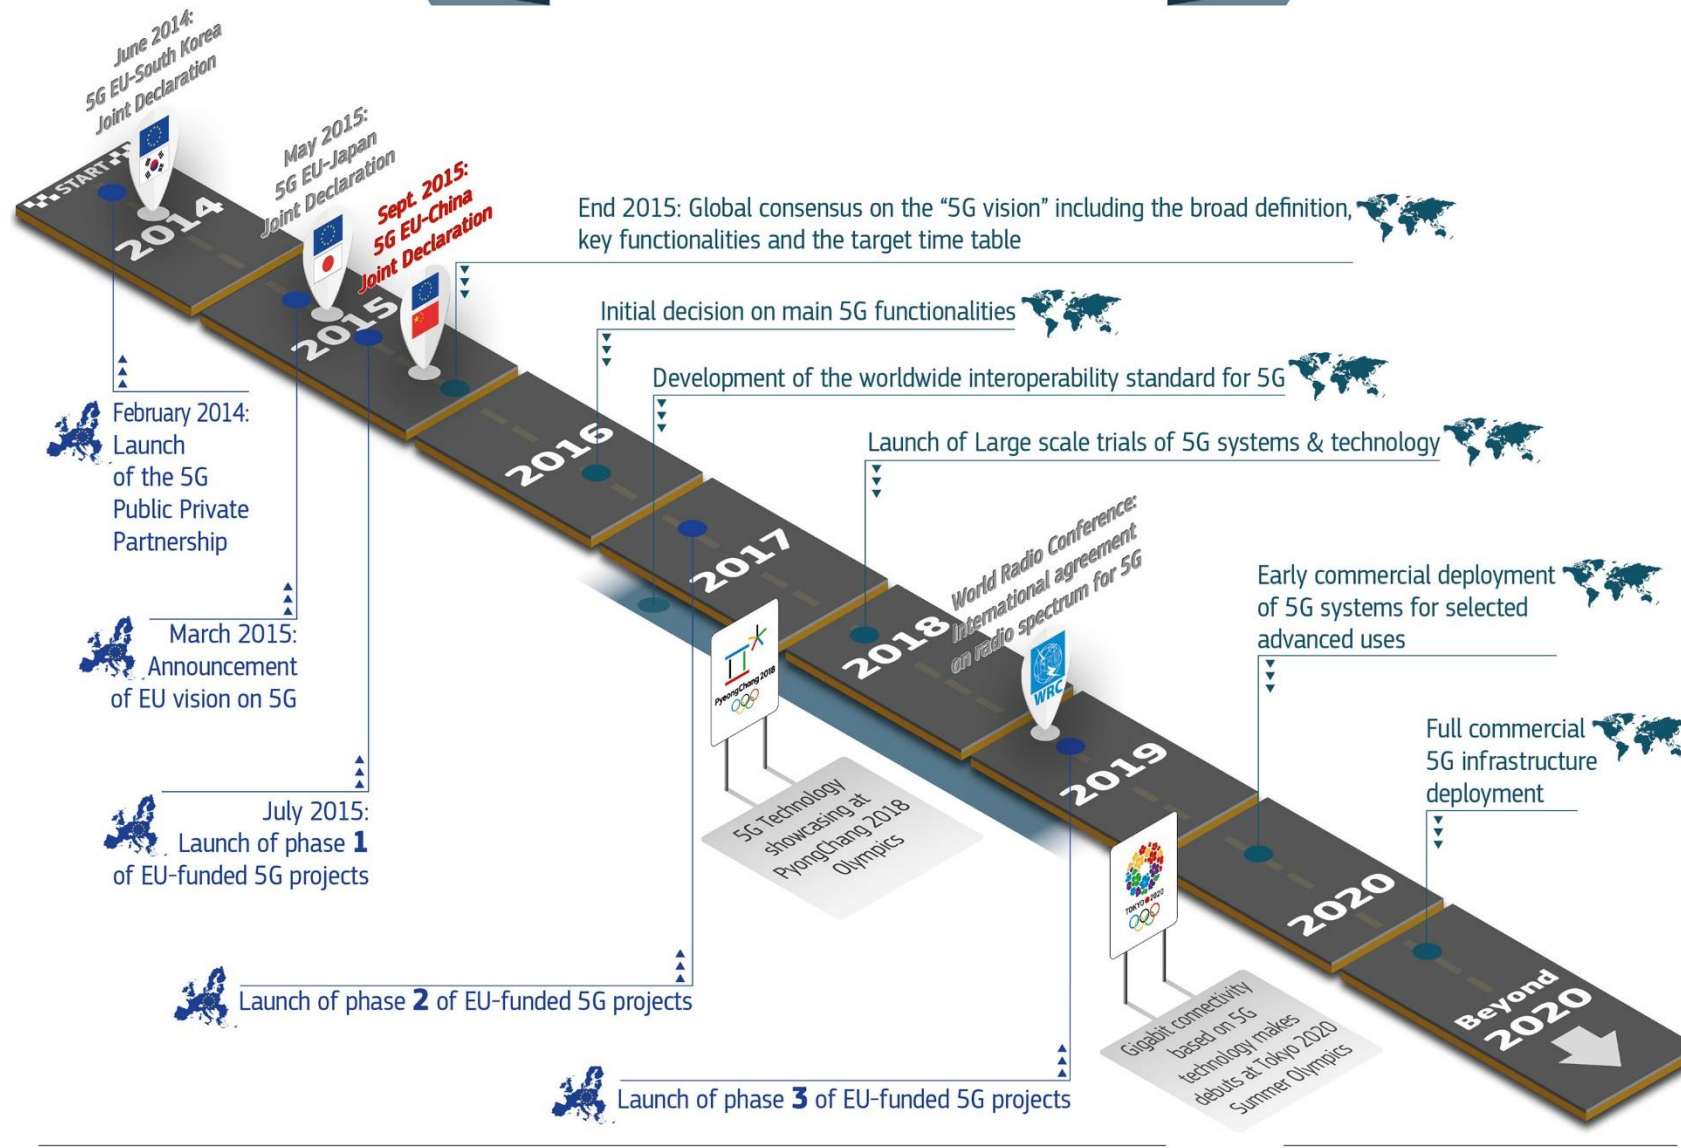 June 2014:
5G EU-South Korea
Joint Declaration
May 2015:
5G EU-Japan
Joint Declaration
Sept. 2015:
5G EU-China
Joint Declaration
START
2014
2015
End 2015: Global consensus on the “5G vision” including the broad definition,
key functionalities and the target time table
Initial decision on main 5G functionalities
Development of the worldwide interoperability standard for 5G
Launch of Large scale trials of 5G systems & technology
February 2014:
Launch
of the 5G
Public Private
Partnership
2016
2017
World Radio Conference:
International agreement
on radio spectrum for 5G
WRC
2018
Early commercial deployment
of 5G systems for selected
advanced uses
March 2015:
Announcement
of EU vision on 5G
PyeongChang 2018
Full commercial
5G infrastructure
deployment
2019
July 2015:
Launch of phase 1
of EU-funded 5G projects
5G Technology
showcasing at
PyongChang 2018
Olympics
TOKYO 2020
2020
Launch of phase 2 of EU-funded 5G projects
Beyond
2020
Gigabit connectivity
based on 5G
technology makes
debuts at Tokyo 2020
Summer Olympics
Launch of phase 3 of EU-funded 5G projects